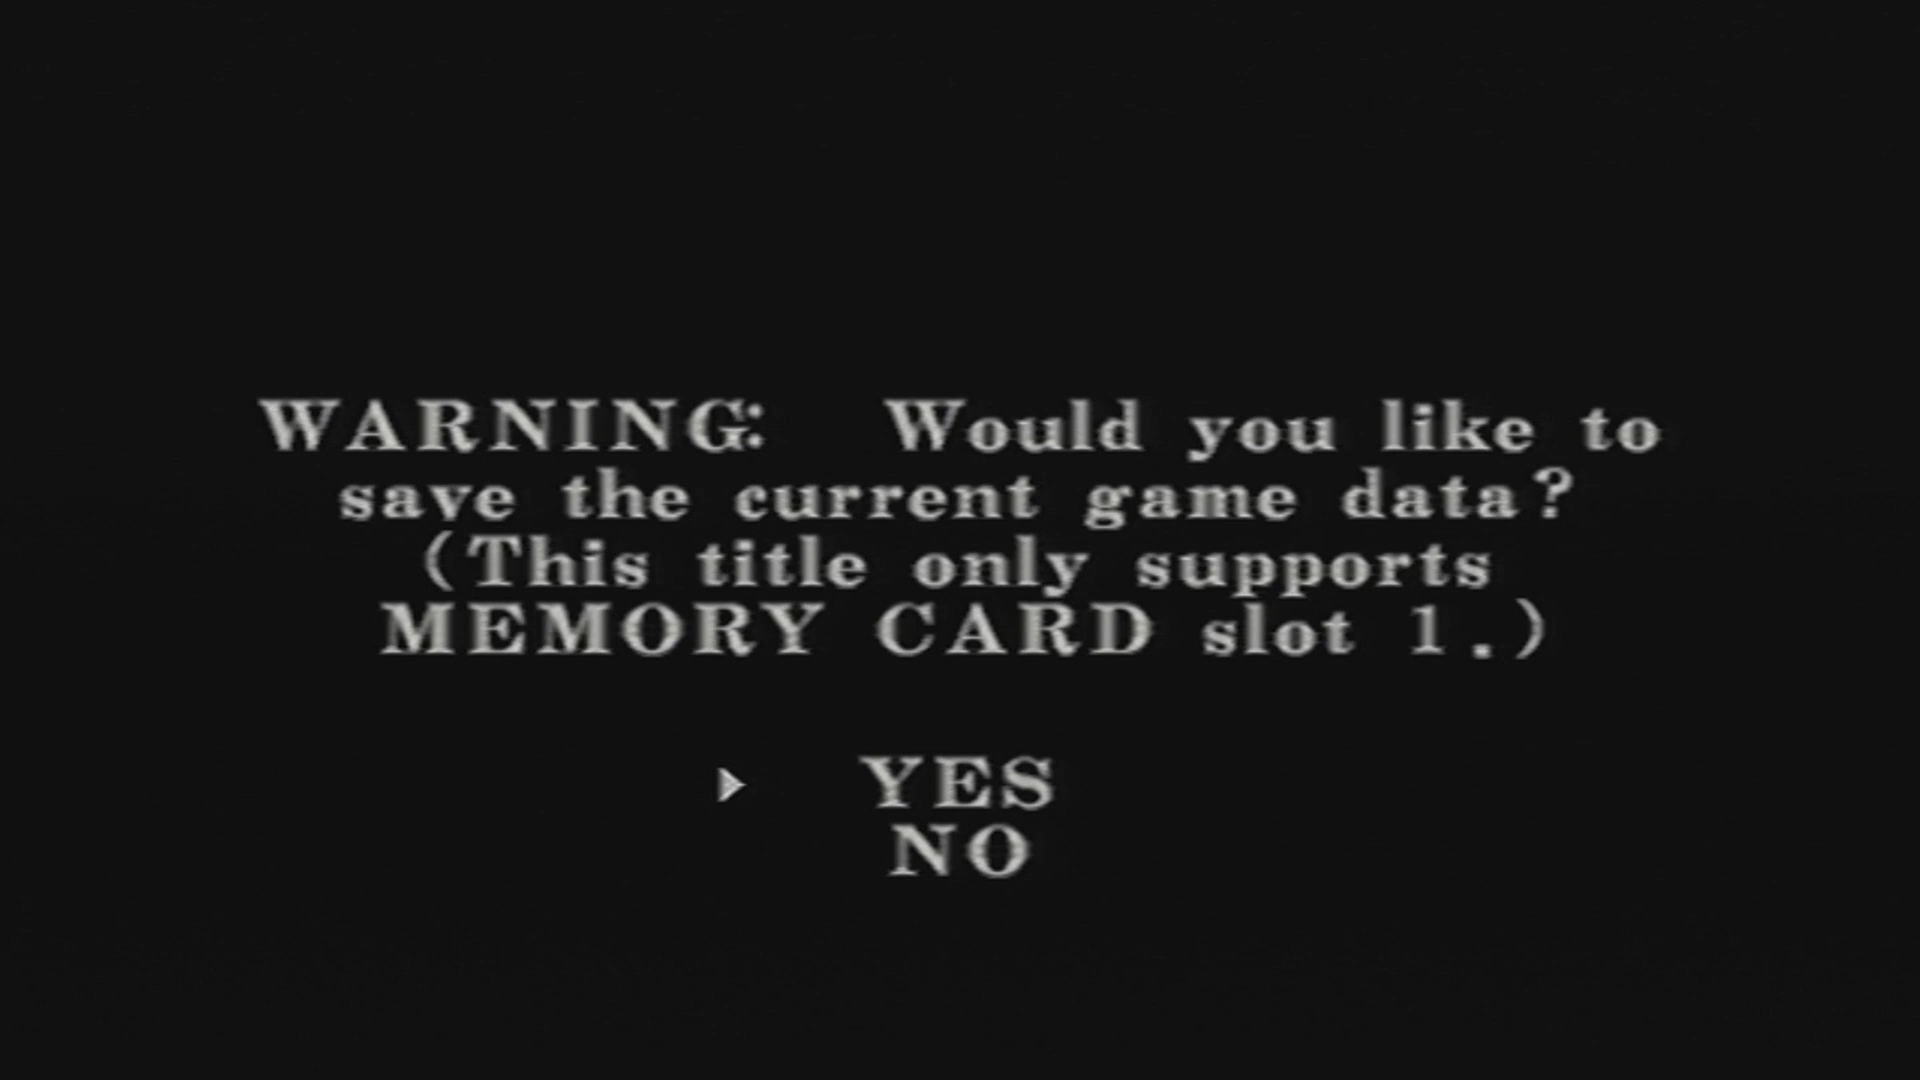 WARNING: Would you like to
save the current game data?
(This title only supports
MEMORY CARD slot 1.)
YES
NO